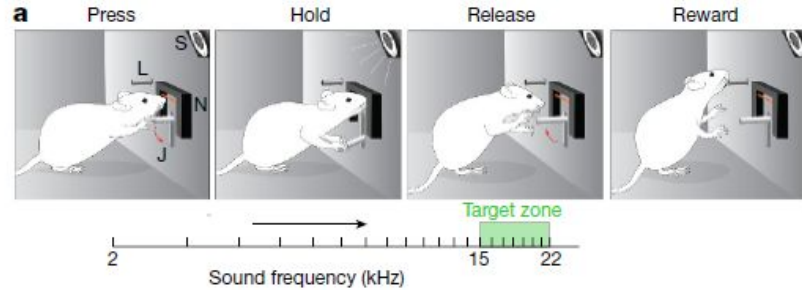 a Press Hold Release Reward
S
L
N
J
Target zone
2 15 22
Sound frequency (kHz)